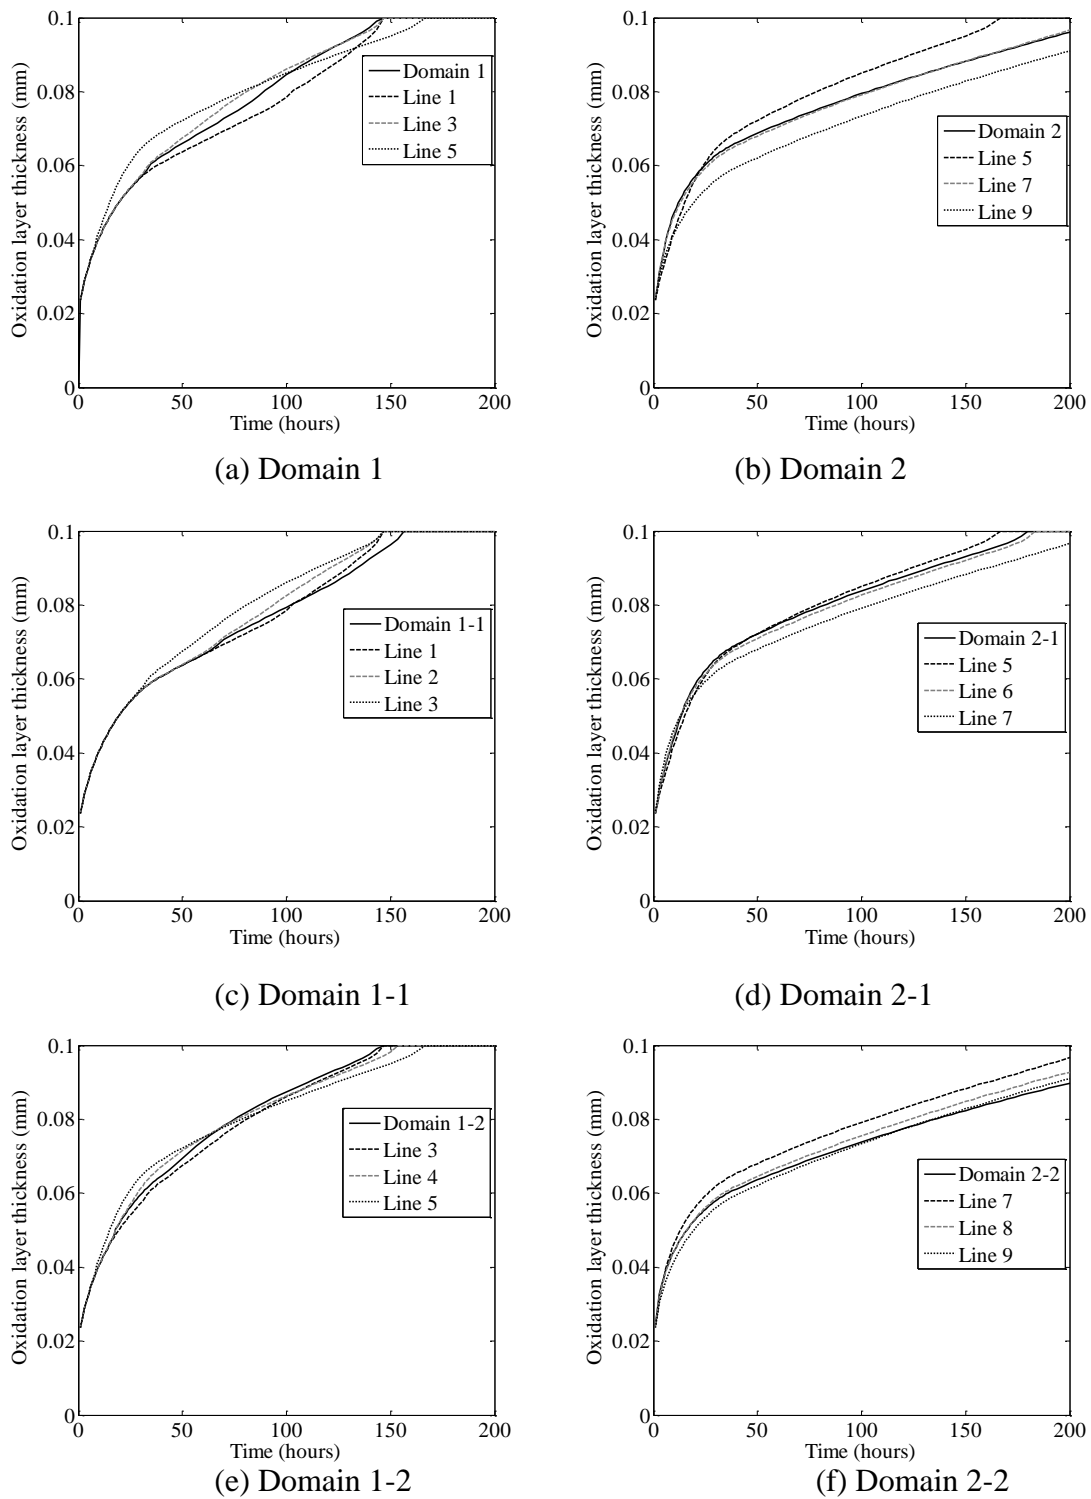 0.1
0.08
0.06
0.04
0.02
0
Oxidation layer thickness (mm)
Domain 1
Line 1
Line 3
Line 5
0 50 100 150 200
Time (hours)
(a) Domain 1
0.1
0.08
0.06
0.04
0.02
0
Oxidation layer thickness (mm)
Domain 2
Line 5
Line 7
Line 9
0 50 100 150 200
Time (hours)
(b) Domain 2
0.1
0.08
0.06
0.04
0.02
0
Oxidation layer thickness (mm)
Domain 1-1
Line 1
Line 2
Line 3
0 50 100 150 200
Time (hours)
(c) Domain 1-1
0.1
0.08
0.06
0.04
0.02
0
Oxidation layer thickness (mm)
Domain 2-1
Line 5
Line 6
Line 7
0 50 100 150 200
Time (hours)
(d) Domain 2-1
0.1
0.08
0.06
0.04
0.02
0
Oxidation layer thickness (mm)
Domain 1-2
Line 3
Line 4
Line 5
0 50 100 150 200
Time (hours)
(e) Domain 1-2
0.1
0.08
0.06
0.04
0.02
0
Oxidation layer thickness (mm)
Domain 2-2
Line 7
Line 8
Line 9
0 50 100 150 200
Time (hours)
(f) Domain 2-2